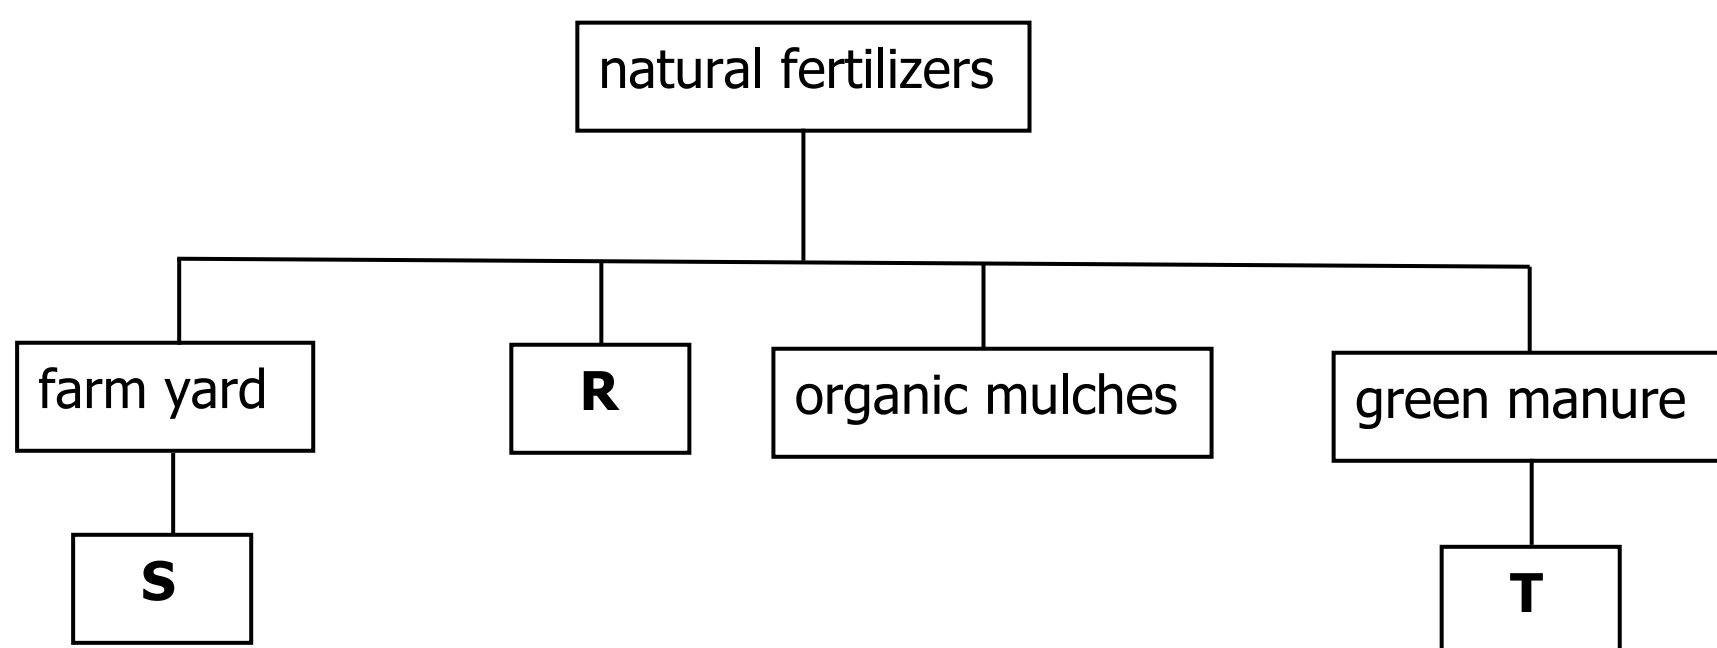 natural fertilizers
farm yard
R
organic mulches
green manure
S
T